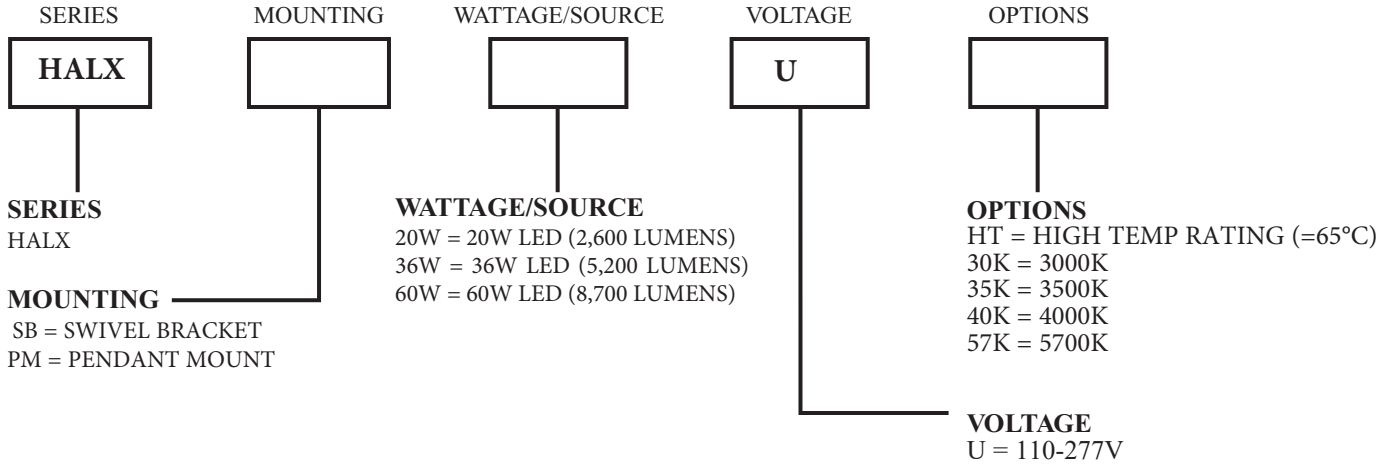 SERIES MOUNTING WATTAGE/SOURCE VOLTAGE OPTIONS
HALX U
SERIES
HALX
MOUNTING
SB = SWIVEL BRACKET
PM = PENDANT MOUNT
WATTAGE/SOURCE
20W = 20W LED (2,600 LUMENS)
36W = 36W LED (5,200 LUMENS)
60W = 60W LED (8,700 LUMENS)
OPTIONS
HT = HIGH TEMP RATING (=65°C)
30K = 3000K
35K = 3500K
40K = 4000K
57K = 5700K
VOLTAGE
U = 110-277V